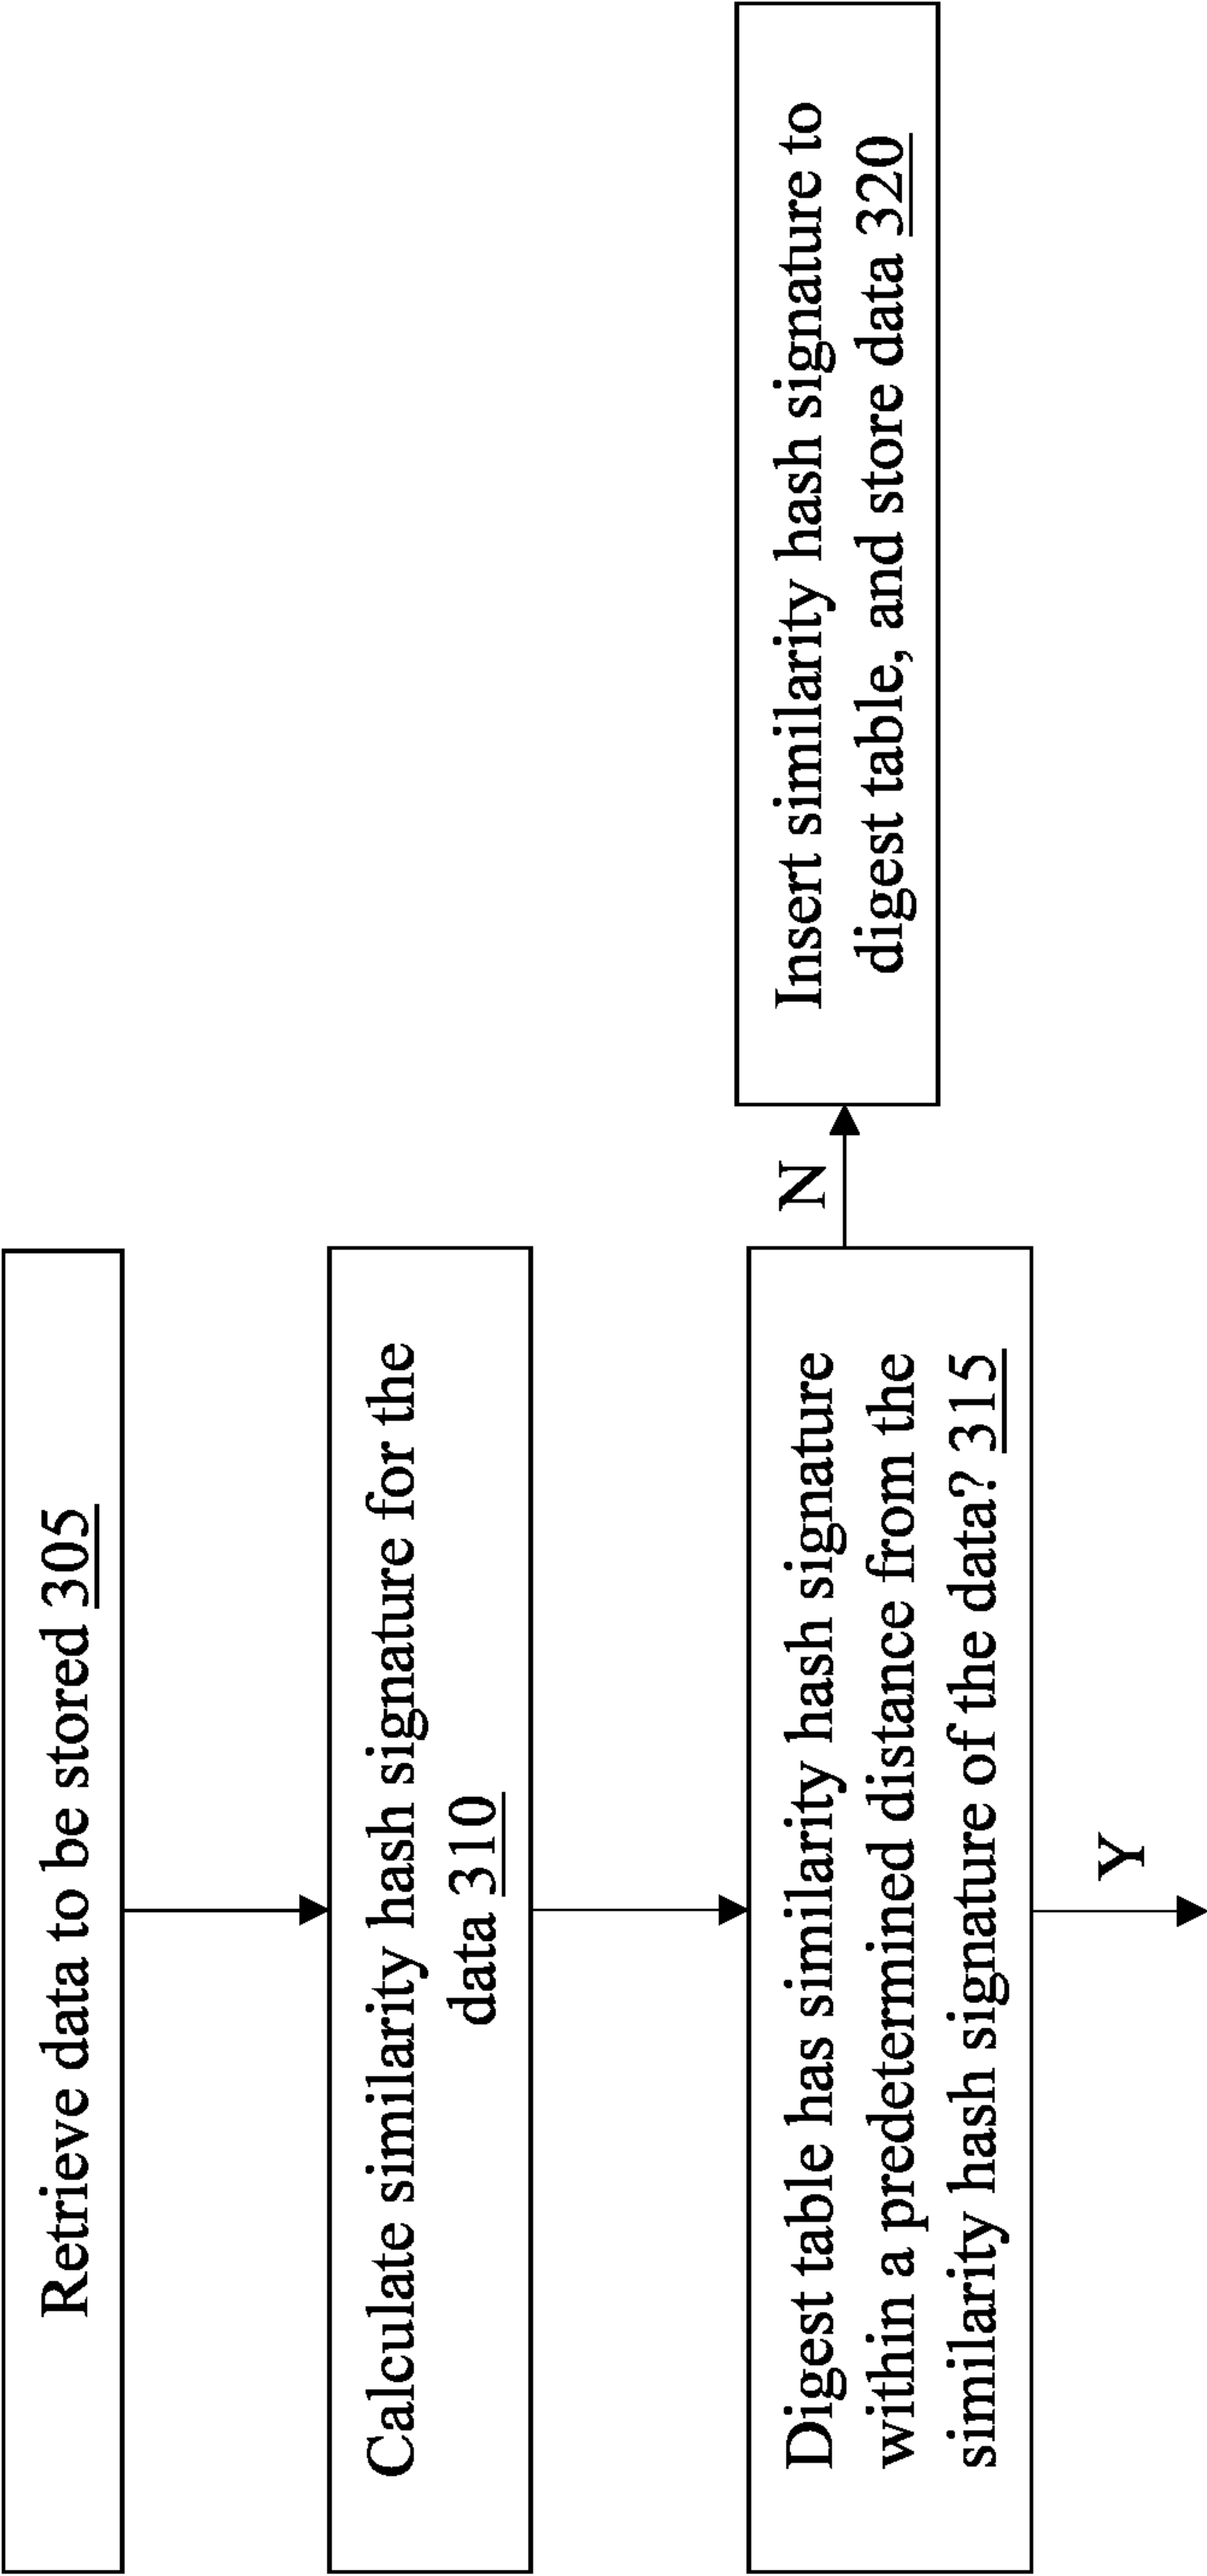 Retrieve data to be stored 305
Calculate similarity hash signature for the
data 310
Digest table has similarity hash signature
within a predetermined distance from the
similarity hash signature of the data? 315
N
Insert similarity hash signature to
digest table, and store data 320
Y